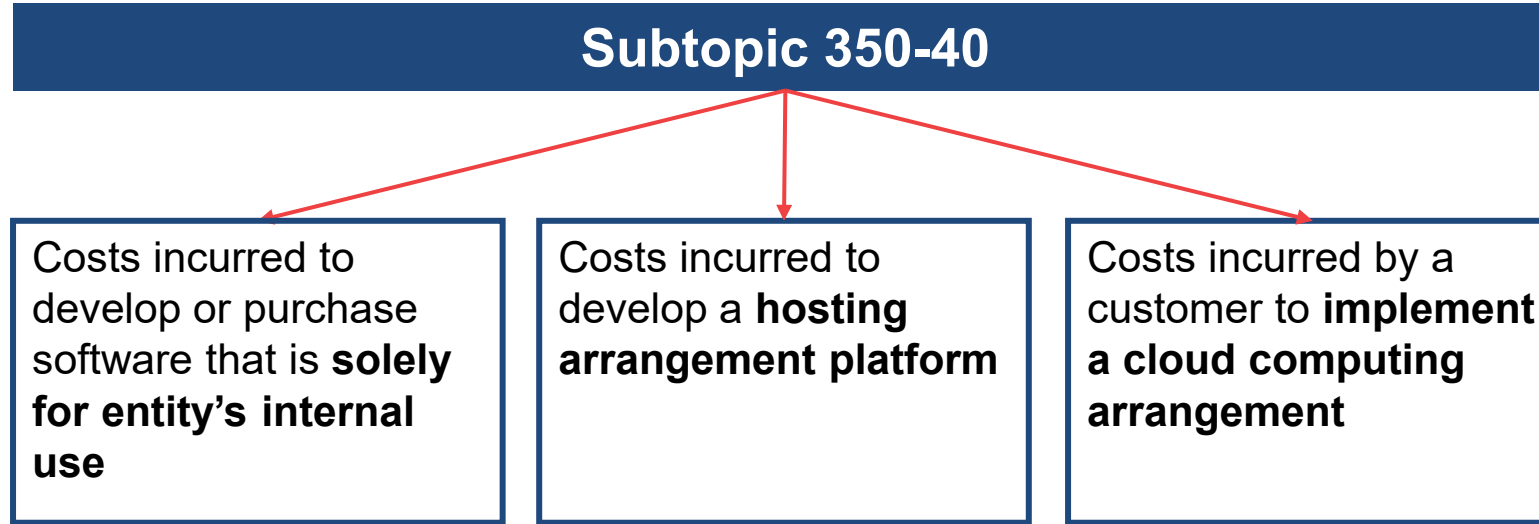 Subtopic 350-40
Costs incurred to
develop or purchase
software that is solely
for entity’s internal
use
Costs incurred to
develop a hosting
arrangement platform
Costs incurred by a
customer to implement
a cloud computing
arrangement